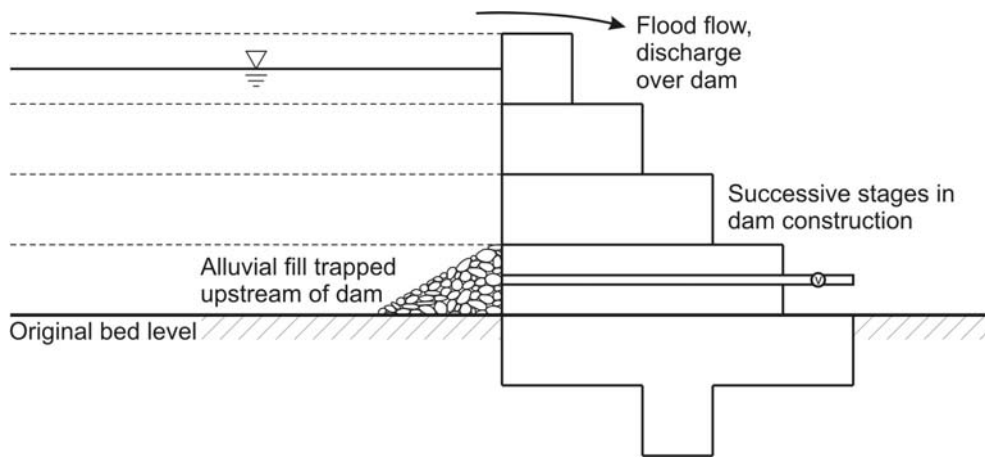 Flood flow,
discharge
over dam
Successive stages in
dam construction
Alluvial fill trapped
upstream of dam
V
Original bed level